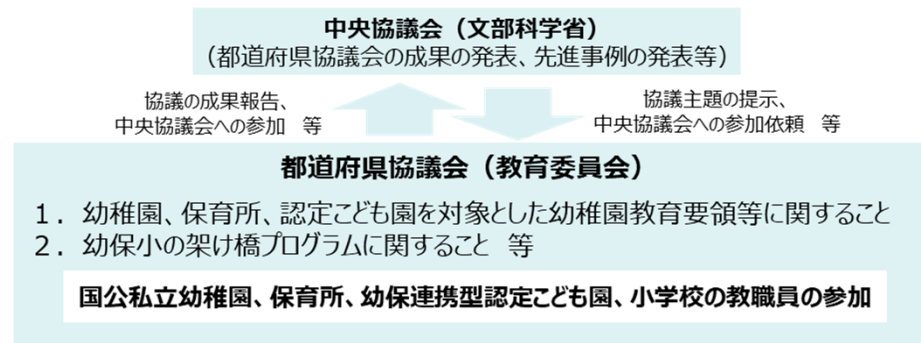 中央協議会（文部科学省）
（都道府県協議会の成果の発表、先進事例の発表等）
協議の成果報告、
中央協議会への参加　等
協議主題の提示、
中央協議会への参加依頼　等
都道府県協議会（教育委員会）
１．幼稚園、保育所、認定こども園を対象とした幼稚園教育要領等に関すること
２．幼保小の架け橋プログラムに関すること　等
国公私立幼稚園、保育所、幼保連携型認定こども園、小学校の教職員の参加